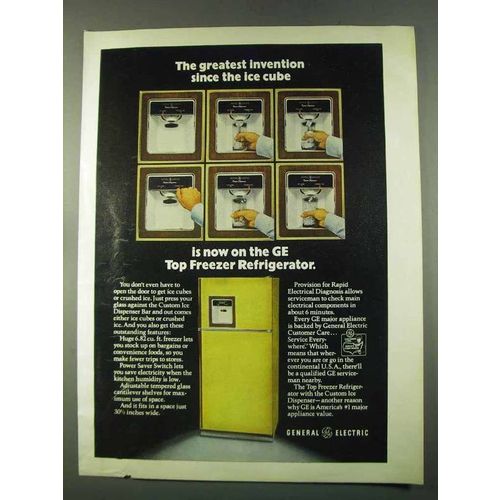 The greatest invention
since the ice cube
is now on the GE
Top Freezer Refrigerator.
You don't even have to
open the door to get ice cubes
or crushed ice. Just press your
glass against the Custom Ice
Dispenser Bar and out comes
either ice cubes or crushed
ice. And you also get these
outstanding features:
Huge 6.82 cu. ft. freezer lets
you stock up on bargains or
convenience foods, so you
make fewer trips to stores.
Power Saver Switch lets
you save electricity when the
kitchen humidity is low.
Adjustable tempered glass
cantilever shelves for max-
imum use of space.
And it fits in a space just
30½ inches wide.
Provision for Rapid
Electrical Diagnosis allows
serviceman to check main
electrical components in
about 6 minutes.
Every GE major appliance
is backed by General Electric
Customer Care...
Service Every-
where.™ Which
means that wher-
ever you are or go in the
continental U.S.A., there'll
be a qualified GE service-
man nearby.
The Top Freezer Refriger-
ator with the Custom Ice
Dispenser—another reason
why GE is America's #1 major
appliance value.
GENERAL GE ELECTRIC